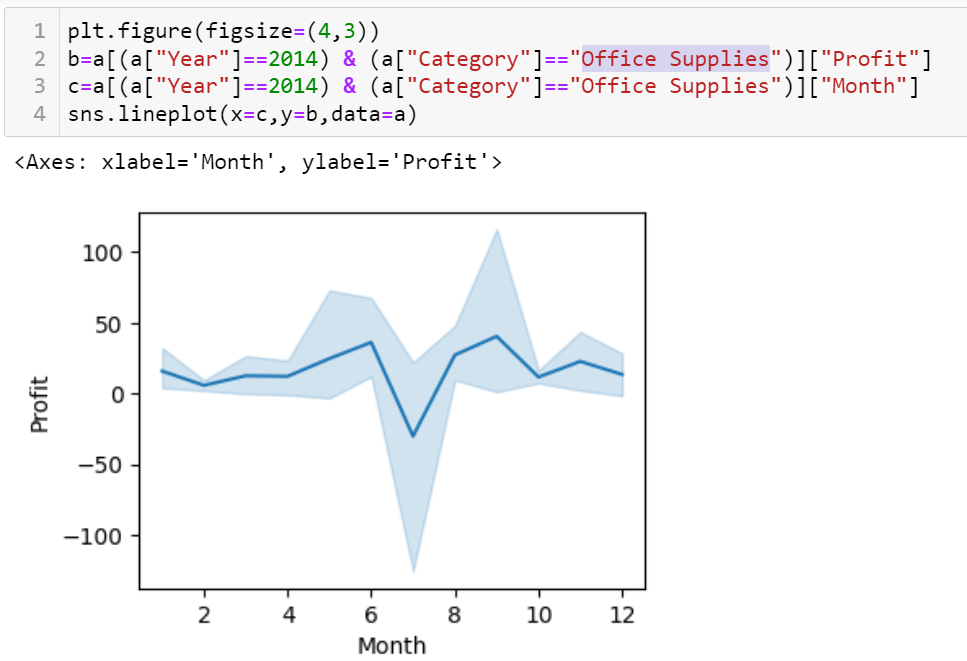 1 plt.figure(figsize=(4,3))
2 b=a[(a["Year"]==2014) & (a["Category"]=="Office Supplies")]["Profit"]
3 c=a[(a["Year"]==2014) & (a["Category"]=="Office Supplies")]["Month"]
4 sns.lineplot(x=c,y=b,data=a)
<Axes: xlabel='Month', ylabel='Profit'>
100
50
0
−50
−100
Profit
2 4 6 8 10 12
Month